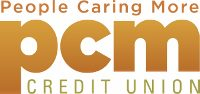 People Caring More
pcm
CREDIT UNION